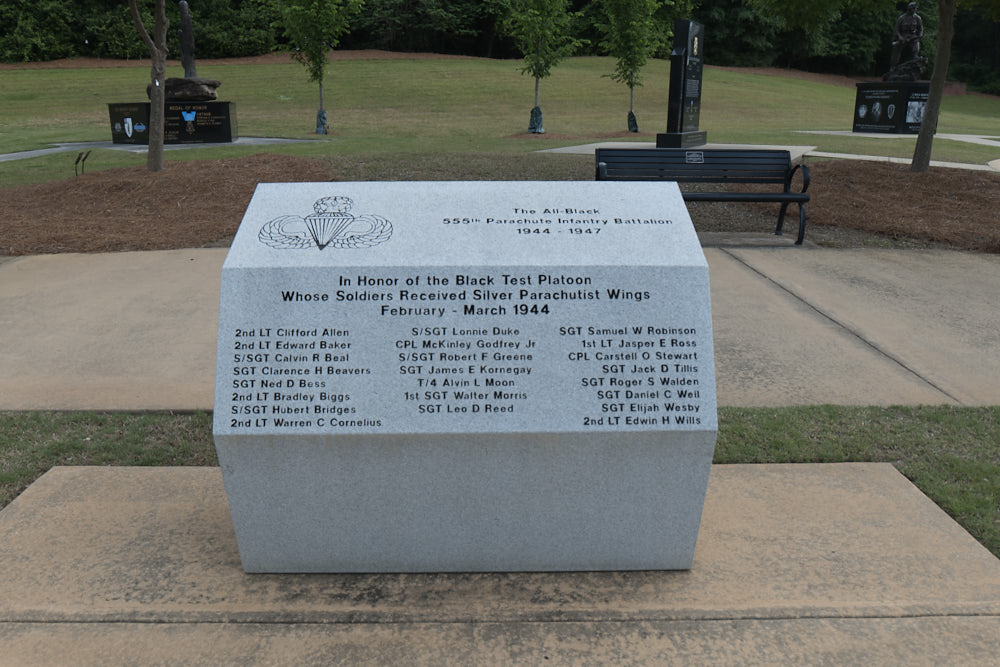 MEDAL OF HONOR
The All-Black
555th Parachute Infantry Battalion
1944 - 1947
In Honor of the Black Test Platoon
Whose Soldiers Received Silver Parachutist Wings
February - March 1944
2nd LT Clifford Allen
2nd LT Edward Baker
S/SGT Calvin R Beal
SGT Clarence H Beavers
SGT Ned D Bess
2nd LT Bradley Biggs
S/SGT Hubert Bridges
2nd LT Warren C Cornelius
S/SGT Lonnie Duke
CPL McKinley Godfrey Jr
S/SGT Robert F Greene
SGT James E Kornegay
T/4 Alvin L Moon
1st SGT Walter Morris
SGT Leo D Reed
SGT Samuel W Robinson
1st LT Jasper E Ross
CPL Carstell O Stewart
SGT Jack D Tillis
SGT Roger S Walden
SGT Daniel C Weil
SGT Elijah Wesby
2nd LT Edwin H Wills